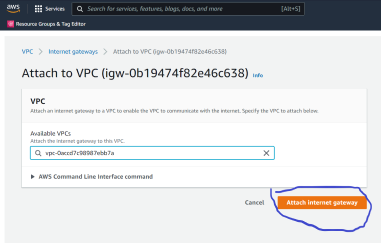 aws
Services
Search for services, features, blogs, docs, and more
[Alt+S]
Resource Groups & Tag Editor
VPC > Internet gateways > Attach to VPC (igw-0b19474f82e46c638)
Attach to VPC (igw-0b19474f82e46c638) Info
VPC
Attach an internet gateway to a VPC to enable the VPC to communicate with the internet. Specify the VPC to attach below.
Available VPCs
Attach the internet gateway to this VPC.
vpc-0accd7c98987ebb7a
AWS Command Line Interface command
Cancel
Attach internet gateway